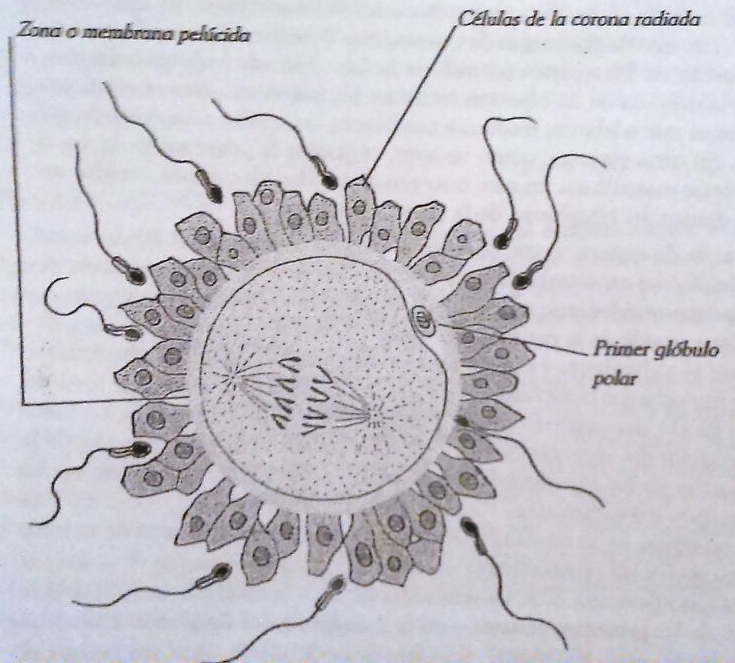 Zona o membrana pelúcida
Células de la corona radiada
Primer glóbulo
polar